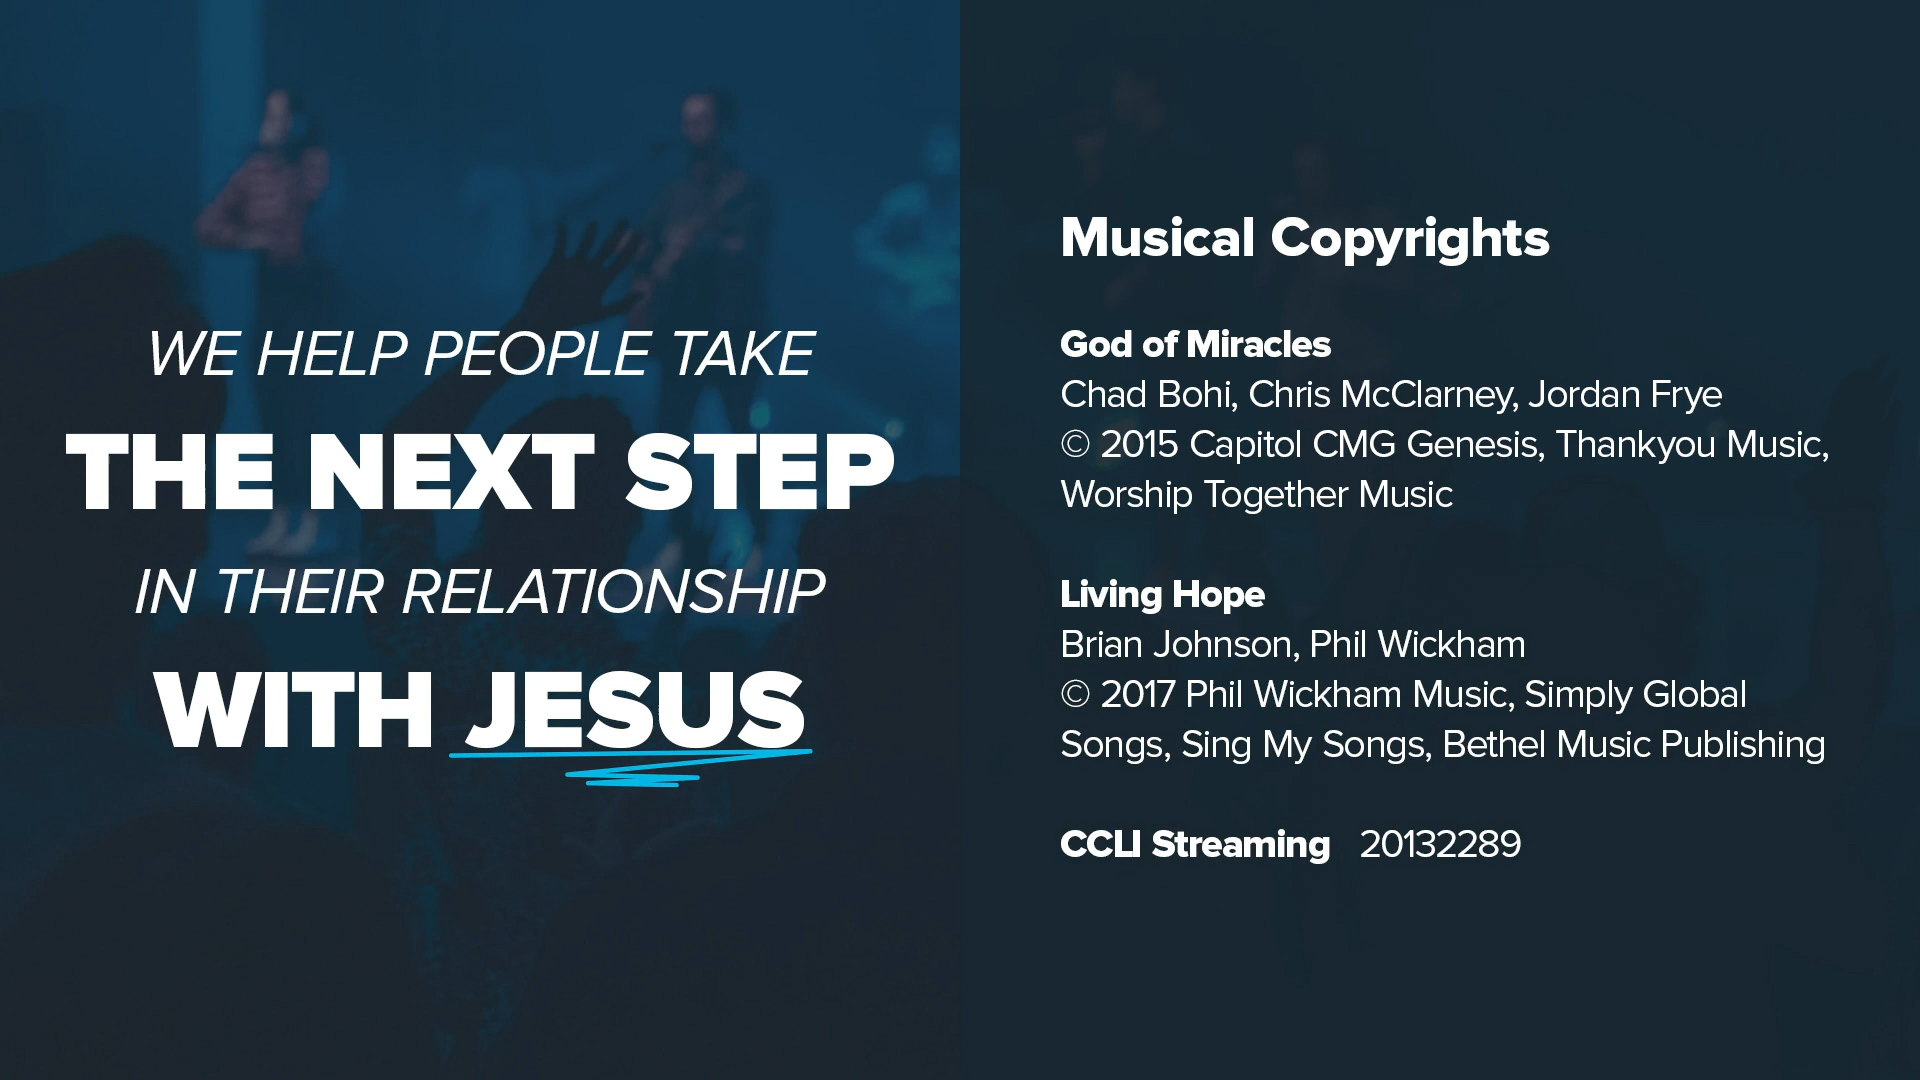 WE HELP PEOPLE TAKE
THE NEXT STEP
IN THEIR RELATIONSHIP
WITH JESUS
Musical Copyrights
God of Miracles
Chad Bohi, Chris McClarney, Jordan Frye
© 2015 Capitol CMG Genesis, Thankyou Music,
Worship Together Music
Living Hope
Brian Johnson, Phil Wickham
© 2017 Phil Wickham Music, Simply Global
Songs, Sing My Songs, Bethel Music Publishing
CCLI Streaming 20132289